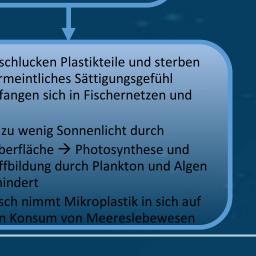 schlucken Plastikteile und sterben
rmeintliches Sättigungsgefühl
fangen sich in Fischernetzen und
zu wenig Sonnenlicht durch
berfläche → Photosynthese und
ffbildung durch Plankton und Algen
hindert
sch nimmt Mikroplastik in sich auf
n Konsum von Meereslebewesen